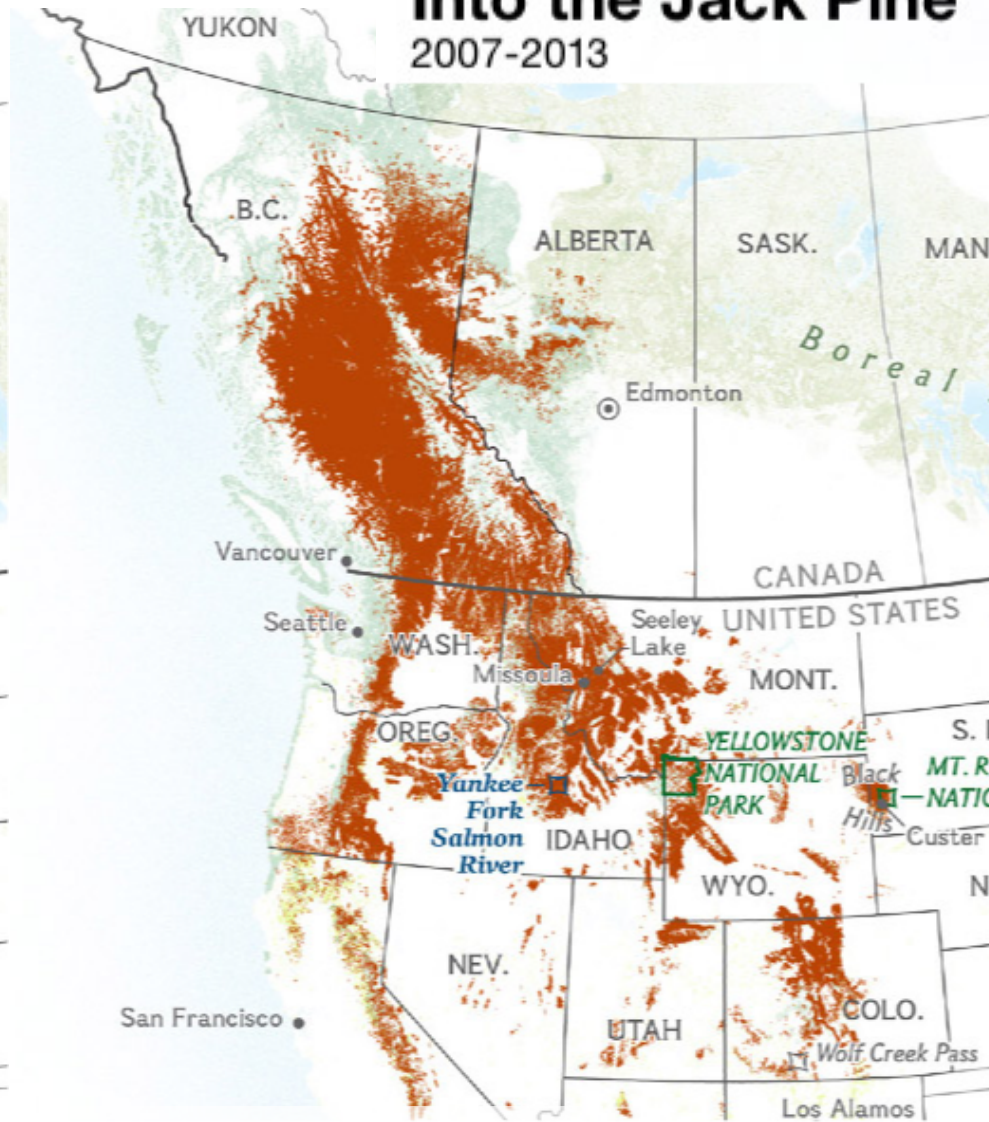 Into the Jack Pine
2007-2013
YUKON
B.C.
ALBERTA
SASK.
MAN
Boreal
Edmonton
Vancouver
CANADA
UNITED STATES
Seattle
Seeley
Lake
WASH.
Missoula
MONT.
OREG.
S.
YELLOWSTONE
NATIONAL
PARK
Black
Hills
MT. R
NATIO
Custer
Yankee
Fork
Salmon
River
IDAHO
WYO.
N
NEV.
San Francisco
UTAH
COLO.
Wolf Creek Pass
Los Alamos